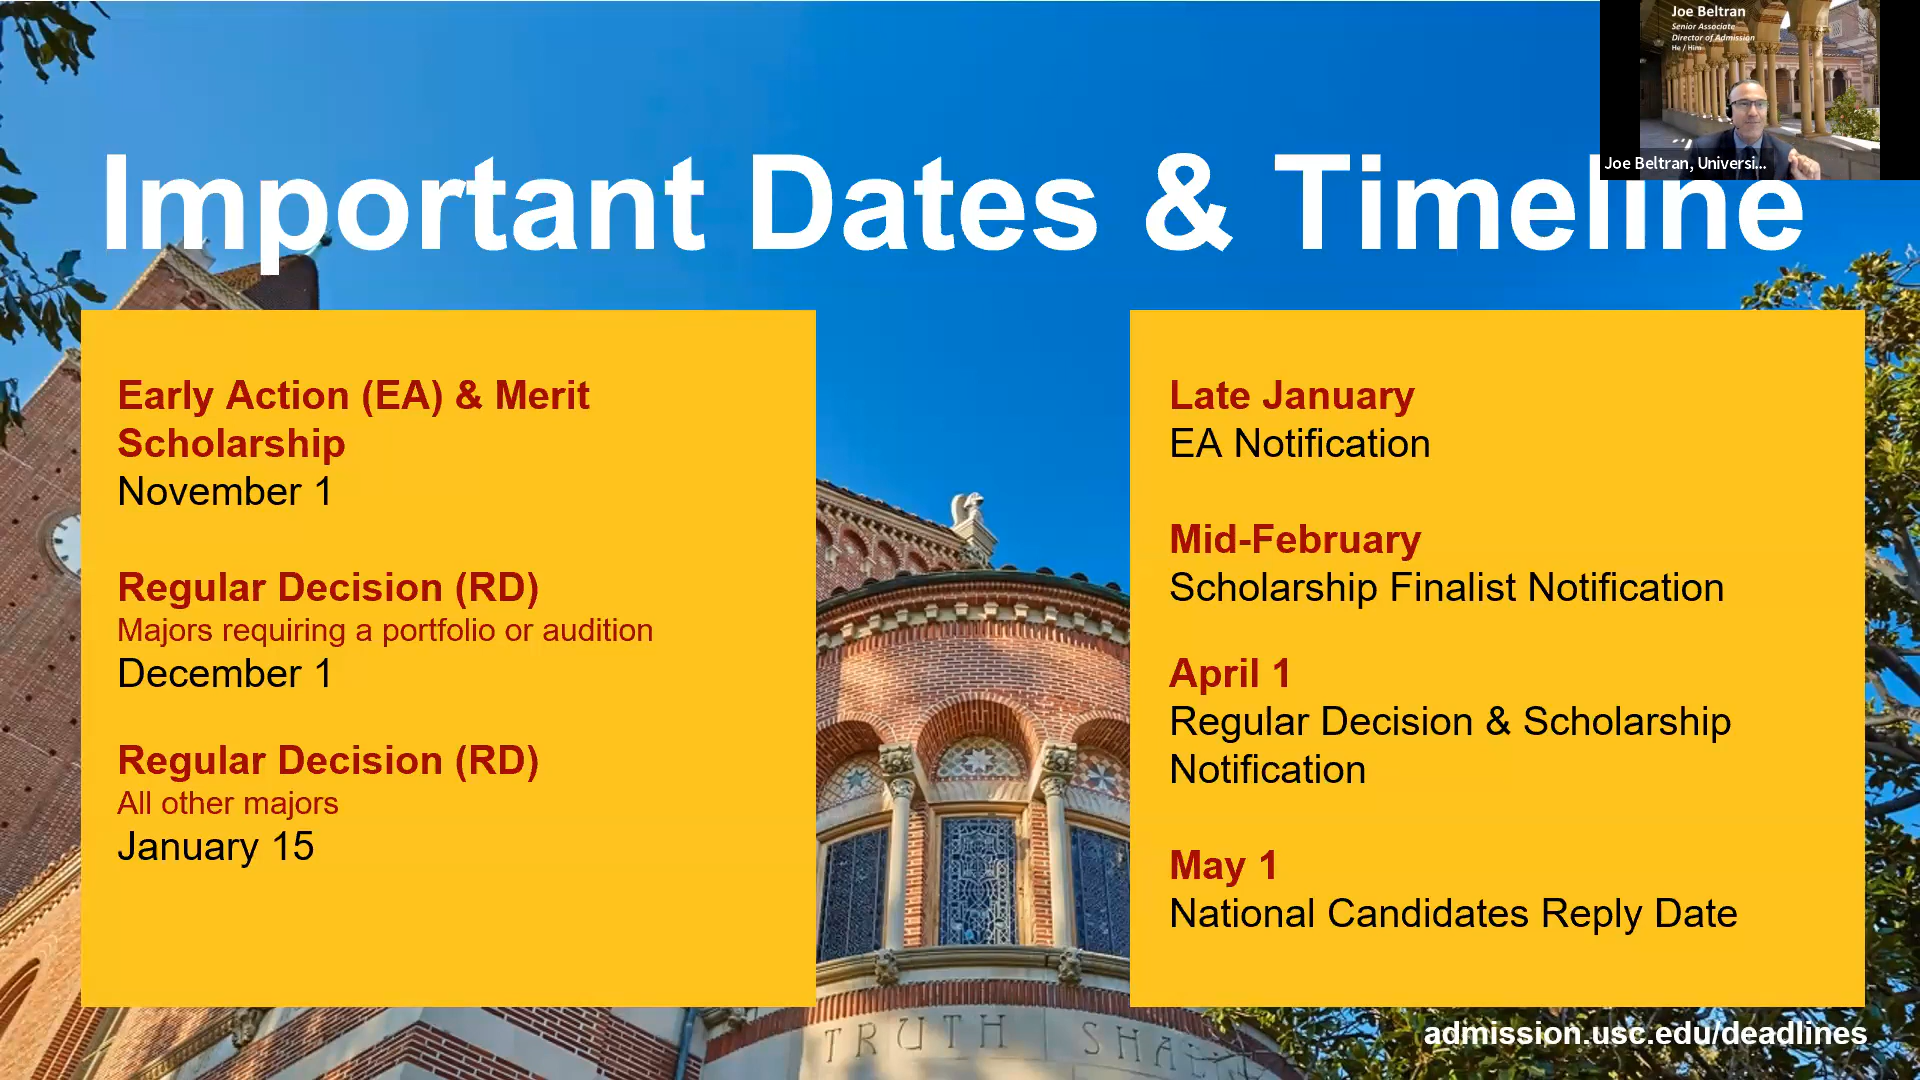 Joe Beltran
Senior Associate
Director of Admission
He / Him
Joe Beltran, Universi...
Important Dates & Timeline
Early Action (EA) & Merit
Scholarship
November 1
Regular Decision (RD)
Majors requiring a portfolio or audition
December 1
Regular Decision (RD)
All other majors
January 15
Late January
EA Notification
Mid-February
Scholarship Finalist Notification
April 1
Regular Decision & Scholarship
Notification
May 1
National Candidates Reply Date
TRUTH SHAL
admission.usc.edu/deadlines